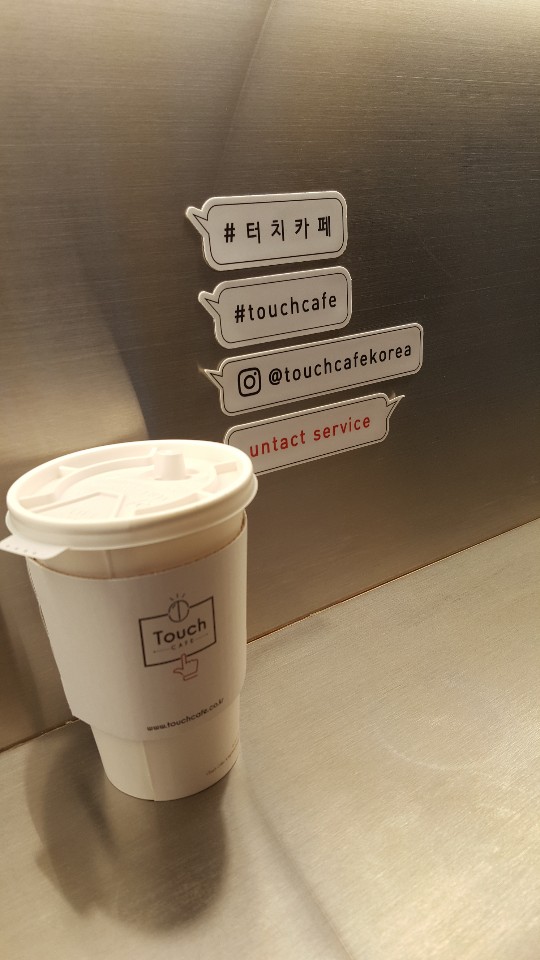 # 터치카페
#touchcafe
@touchcafekorea
untact service
Touch
CAFE
www.touchcafe.co.kr